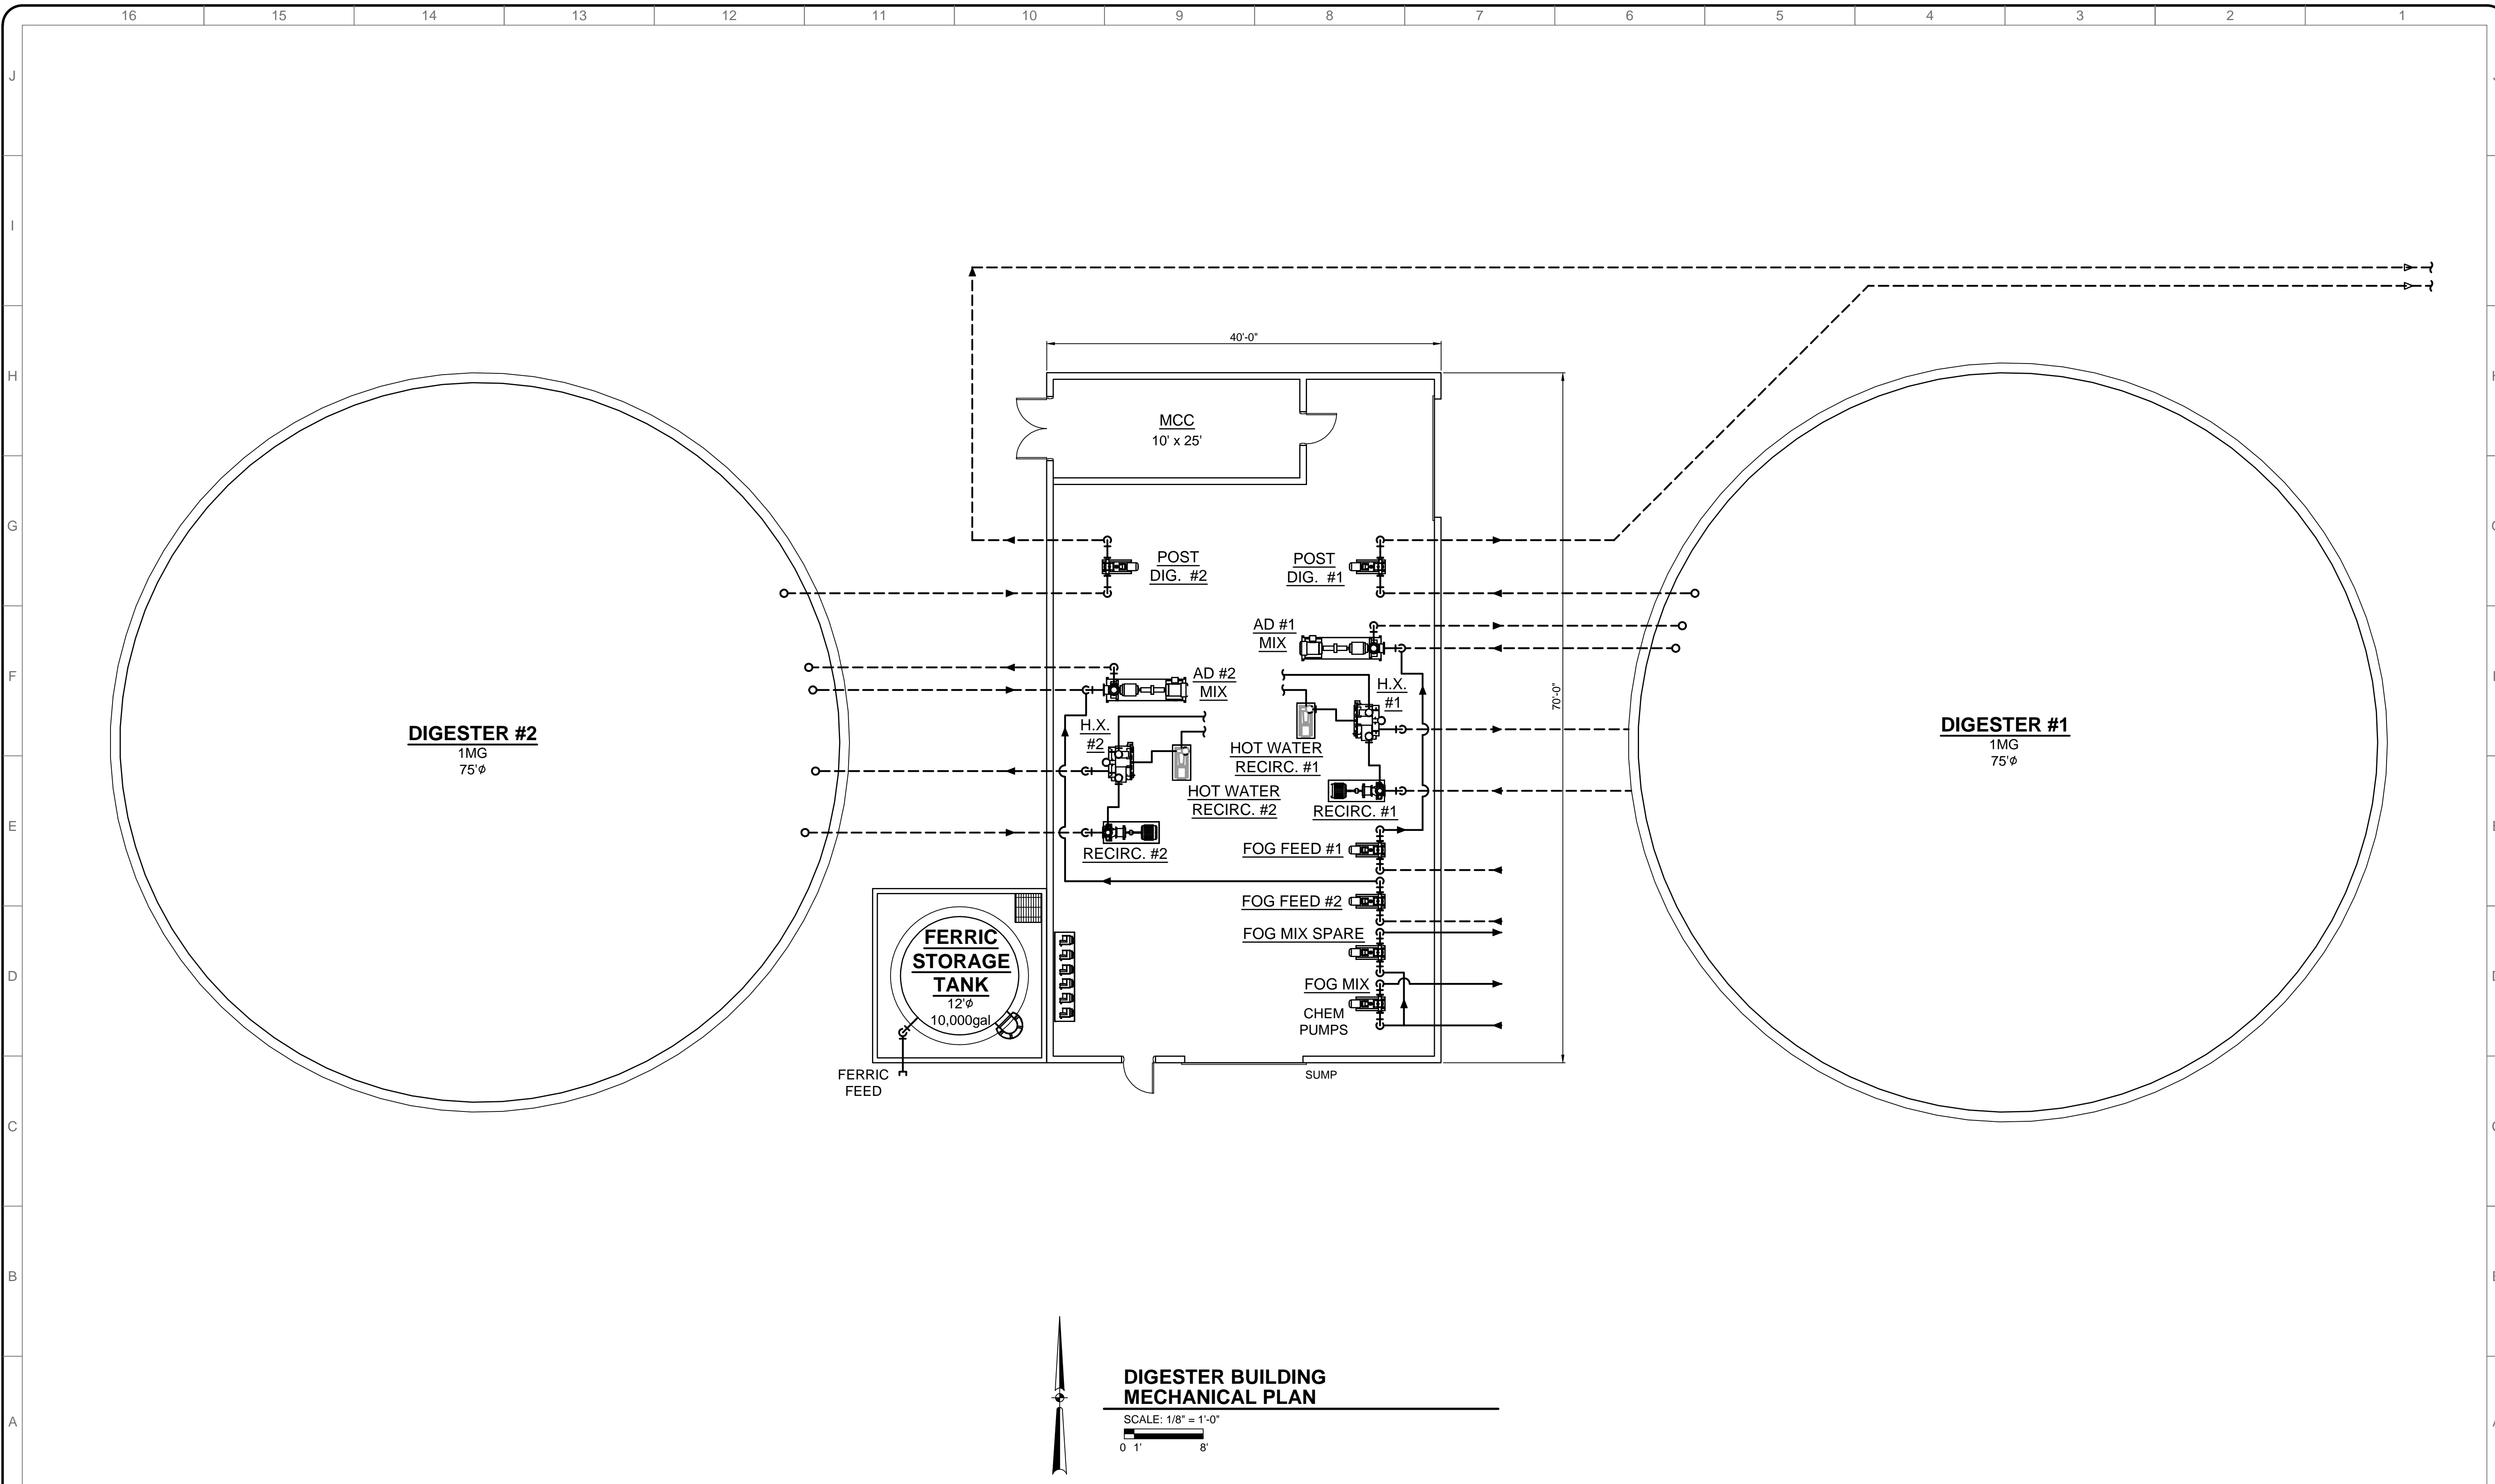 16 15 14 13 12 11 10 9 8 7 6 5 4 3 2 1
J
I
H
G
F
E
D
C
B
A
40'-0"
70'-0"
MCC
10' x 25'
POST
DIG. #2
POST
DIG. #1
AD #1
MIX
AD #2
MIX
H.X.
#1
H.X.
#2
HOT WATER
RECIRC. #1
HOT WATER
RECIRC. #2
RECIRC. #1
RECIRC. #2
DIGESTER #2
1MG
75'⌀
DIGESTER #1
1MG
75'⌀
FOG FEED #1
FOG FEED #2
FOG MIX SPARE
FOG MIX
CHEM
PUMPS
FERRIC
STORAGE
TANK
12'⌀
10,000gal
FERRIC
FEED
SUMP
DIGESTER BUILDING
MECHANICAL PLAN
SCALE: 1/8" = 1'-0"
0 1' 8'